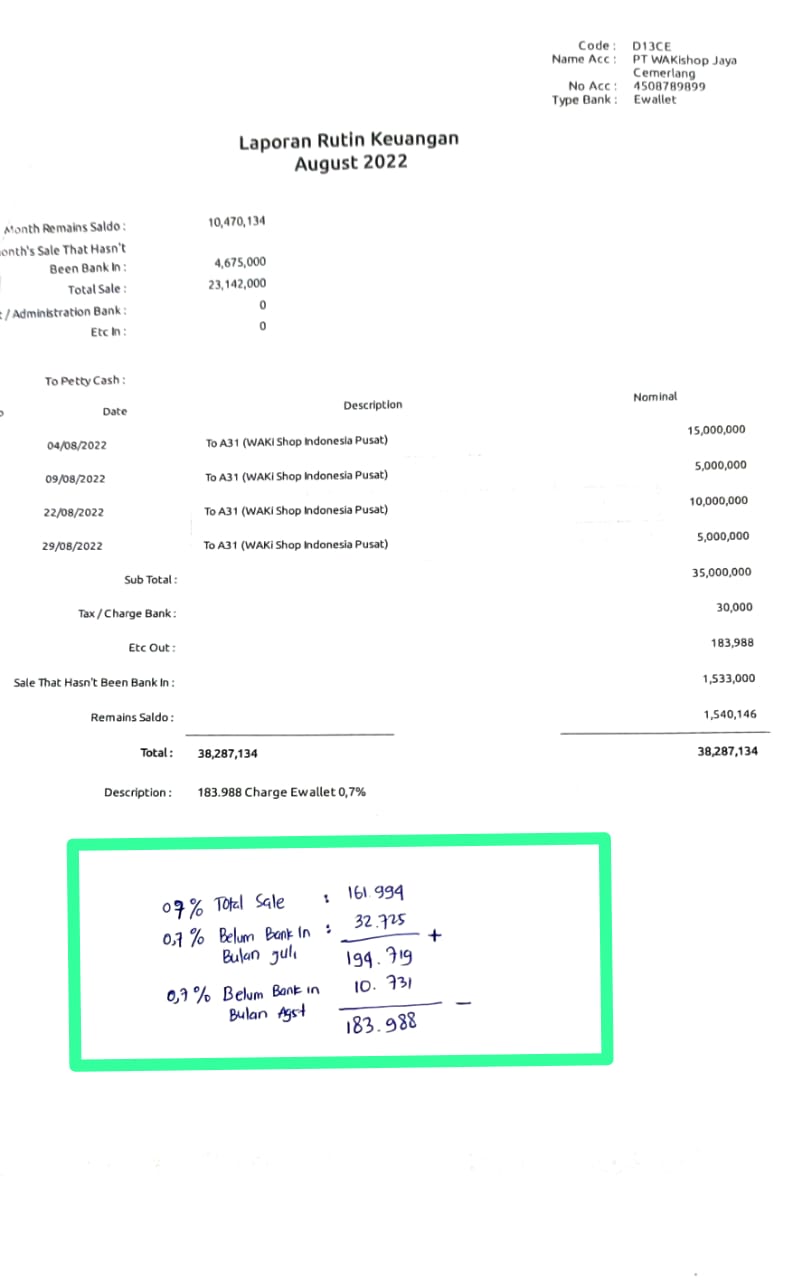 Code : D13CE
Name Acc : PT WAKishop Jaya
Cemerlang
No Acc : 4508789899
Type Bank : Ewallet
Laporan Rutin Keuangan
August 2022
Month Remains Saldo : 10,470,134
onth's Sale That Hasn't
Been Bank In : 4,675,000
Total Sale : 23,142,000
/ Administration Bank : 0
Etc In : 0
To Petty Cash :
Date Description Nominal
04/08/2022 To A31 (WAKi Shop Indonesia Pusat) 15,000,000
09/08/2022 To A31 (WAKi Shop Indonesia Pusat) 5,000,000
22/08/2022 To A31 (WAKi Shop Indonesia Pusat) 10,000,000
29/08/2022 To A31 (WAKi Shop Indonesia Pusat) 5,000,000
Sub Total : 35,000,000
Tax / Charge Bank : 30,000
Etc Out : 183,988
Sale That Hasn't Been Bank In : 1,533,000
Remains Saldo : 1,540,146
Total : 38,287,134 38,287,134
Description : 183.988 Charge Ewallet 0,7%
07% Total Sale : 161.994
0,7% Belum Bank In : 32.725 +
Bulan Juli 194.719
0,7% Belum Bank in 10.731 −
Bulan Agst 183.988